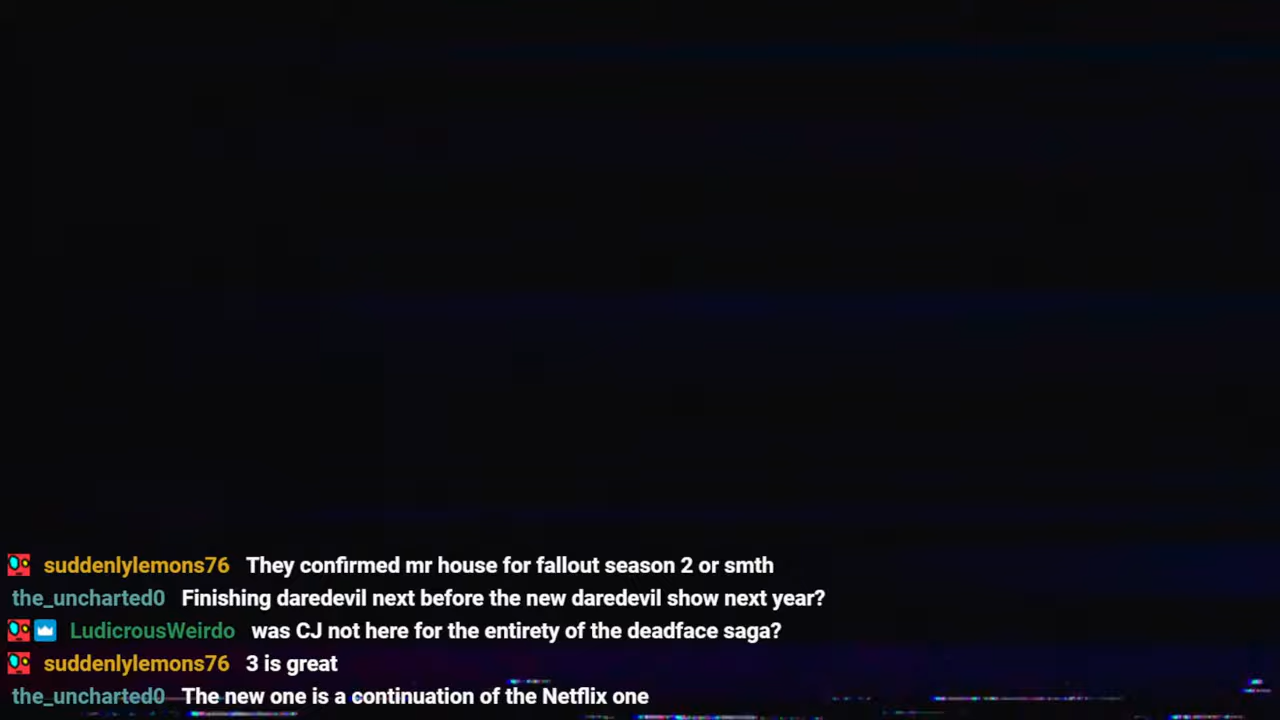 suddenlylemons76 They confirmed mr house for fallout season 2 or smth
the_uncharted0 Finishing daredevil next before the new daredevil show next year?
LudicrousWeirdo was CJ not here for the entirety of the deadface saga?
suddenlylemons76 3 is great
the_uncharted0 The new one is a continuation of the Netflix one